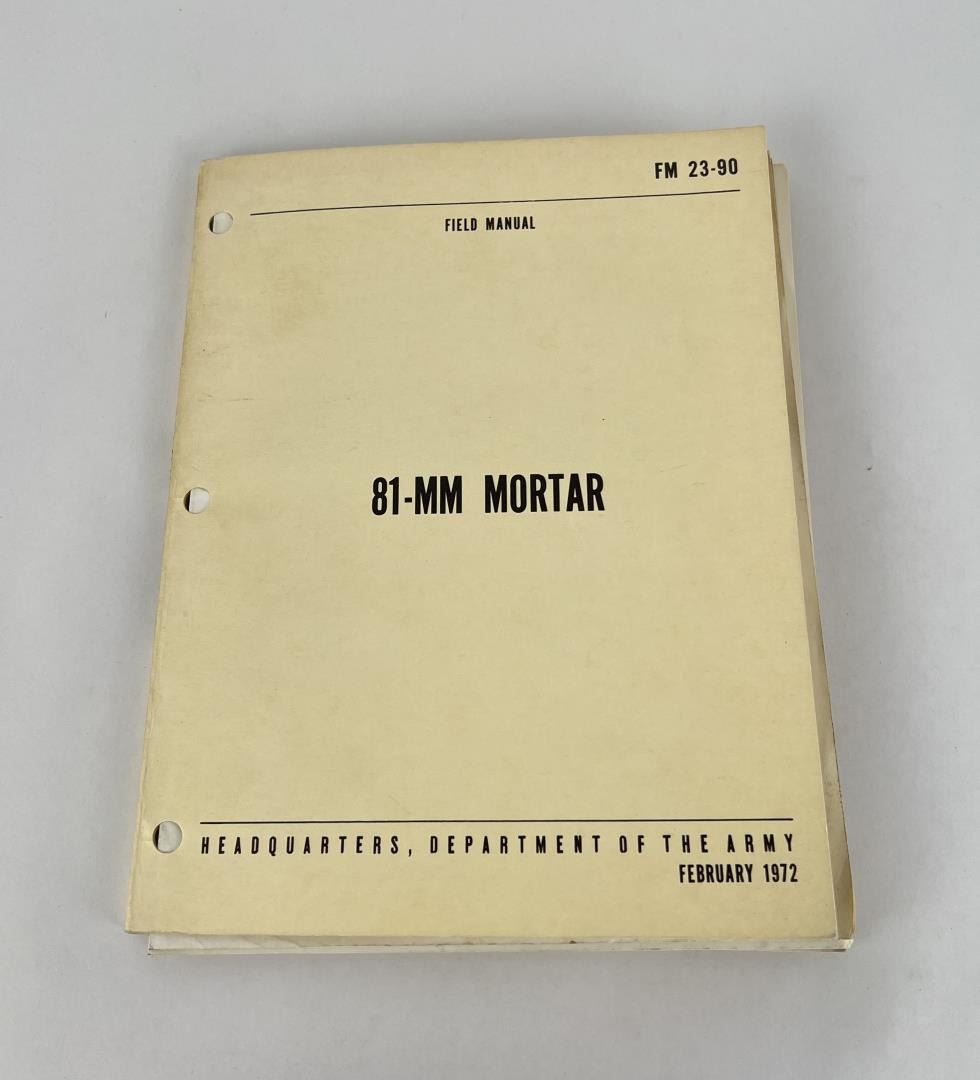 FM 23-90
FIELD MANUAL
81-MM MORTAR
HEADQUARTERS, DEPARTMENT OF THE ARMY
FEBRUARY 1972